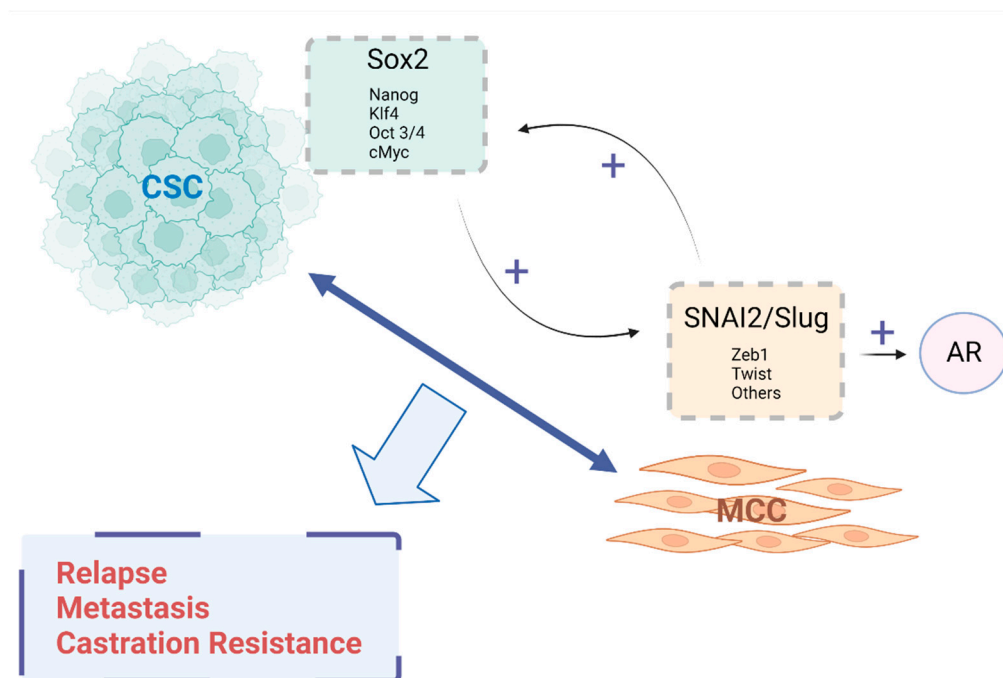 Sox2
Nanog
Klf4
Oct 3/4
cMyc
CSC
+
+
SNAI2/Slug
Zeb1
Twist
Others
+
AR
MCC
Relapse
Metastasis
Castration Resistance